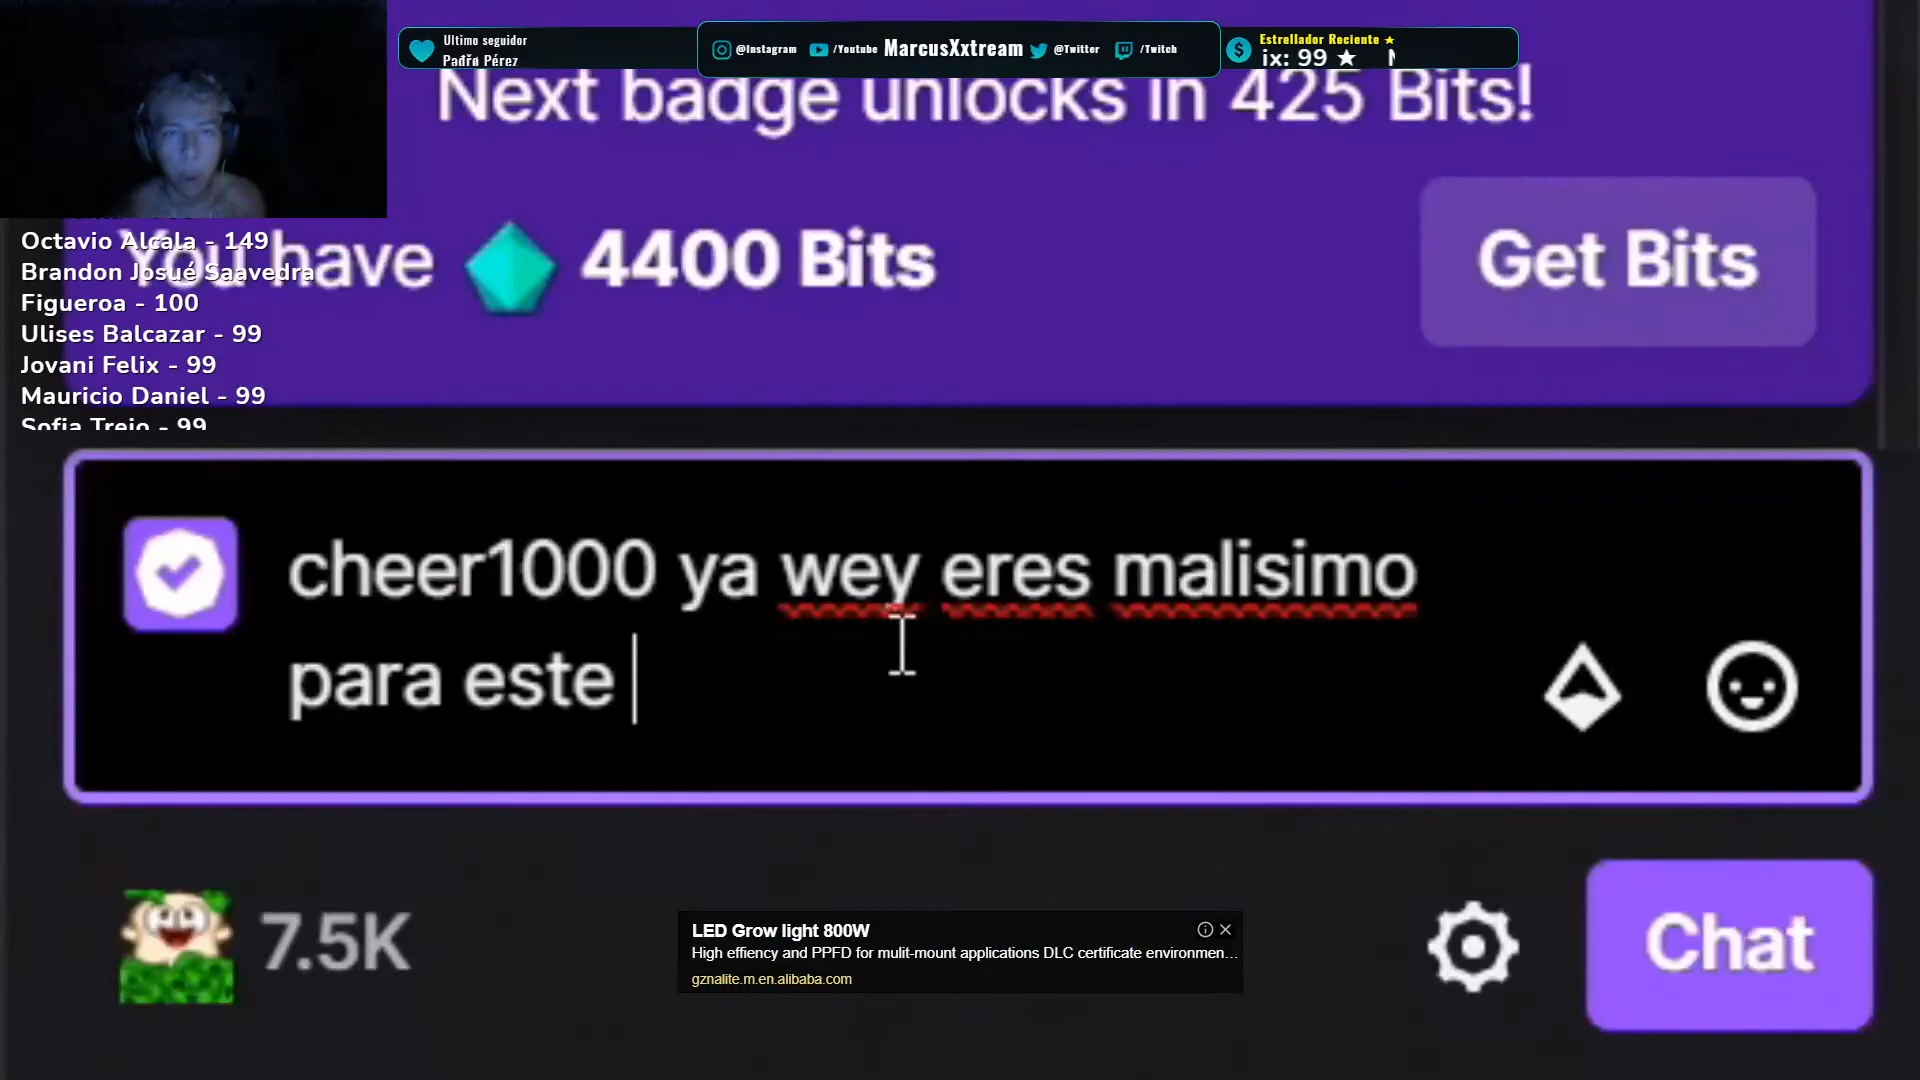 Ultimo seguidor
@Instagram /Youtube MarcusXxtream @Twitter /Twitch
Estrellador Reciente ★
ix: 99 ★
Next badge unlocks in 425 Bits!
Octavio Alcala - 149
Brandon Josué Saavedra
Figueroa - 100
Ulises Balcazar - 99
Jovani Felix - 99
Mauricio Daniel - 99
Sofia Trejo - 99
You have 4400 Bits
Get Bits
cheer1000 ya wey eres malisimo
para este
7.5K
LED Grow light 800W
High effiency and PPFD for mulit-mount applications DLC certificate environmen...
gznalite.m.en.alibaba.com
Chat